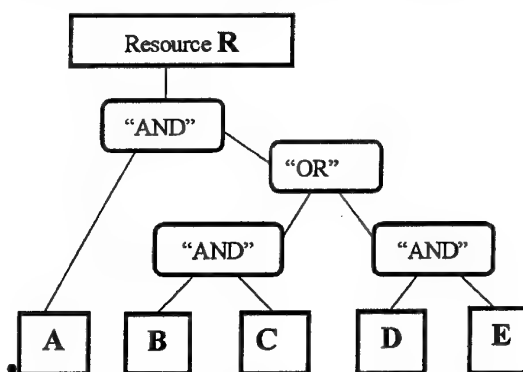 Resource R
"AND"
"OR"
"AND" "AND"
A B C D E